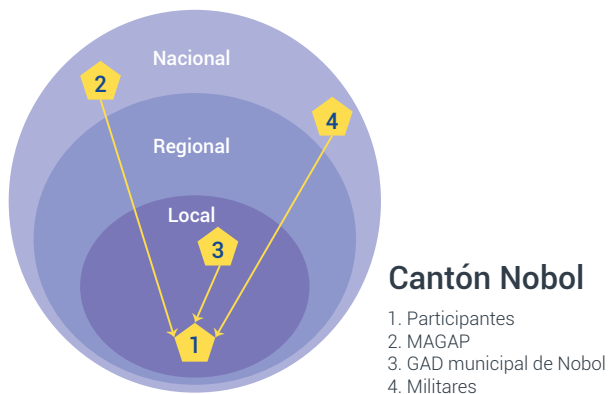 Nacional
2
4
Regional
Local
3
1
Cantón Nobol
1. Participantes
2. MAGAP
3. GAD municipal de Nobol
4. Militares